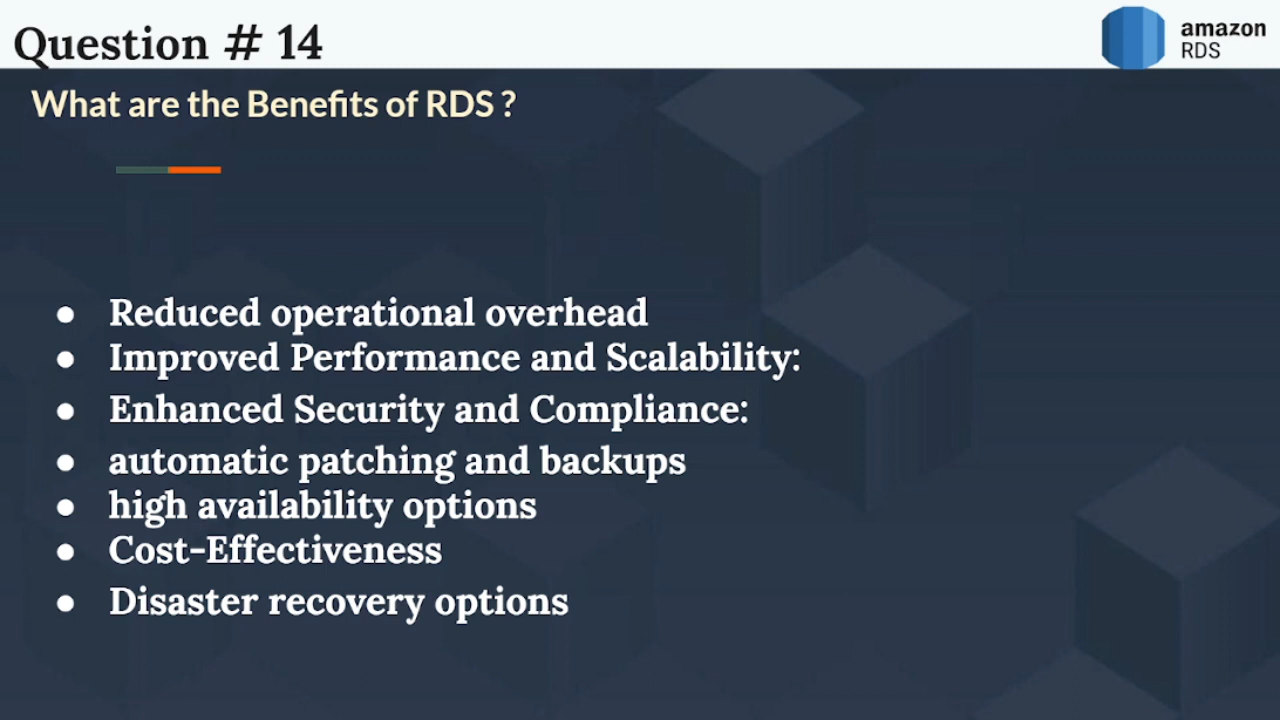 Question # 14
amazon
RDS
What are the Benefits of RDS ?
● Reduced operational overhead
● Improved Performance and Scalability:
● Enhanced Security and Compliance:
● automatic patching and backups
● high availability options
● Cost-Effectiveness
● Disaster recovery options